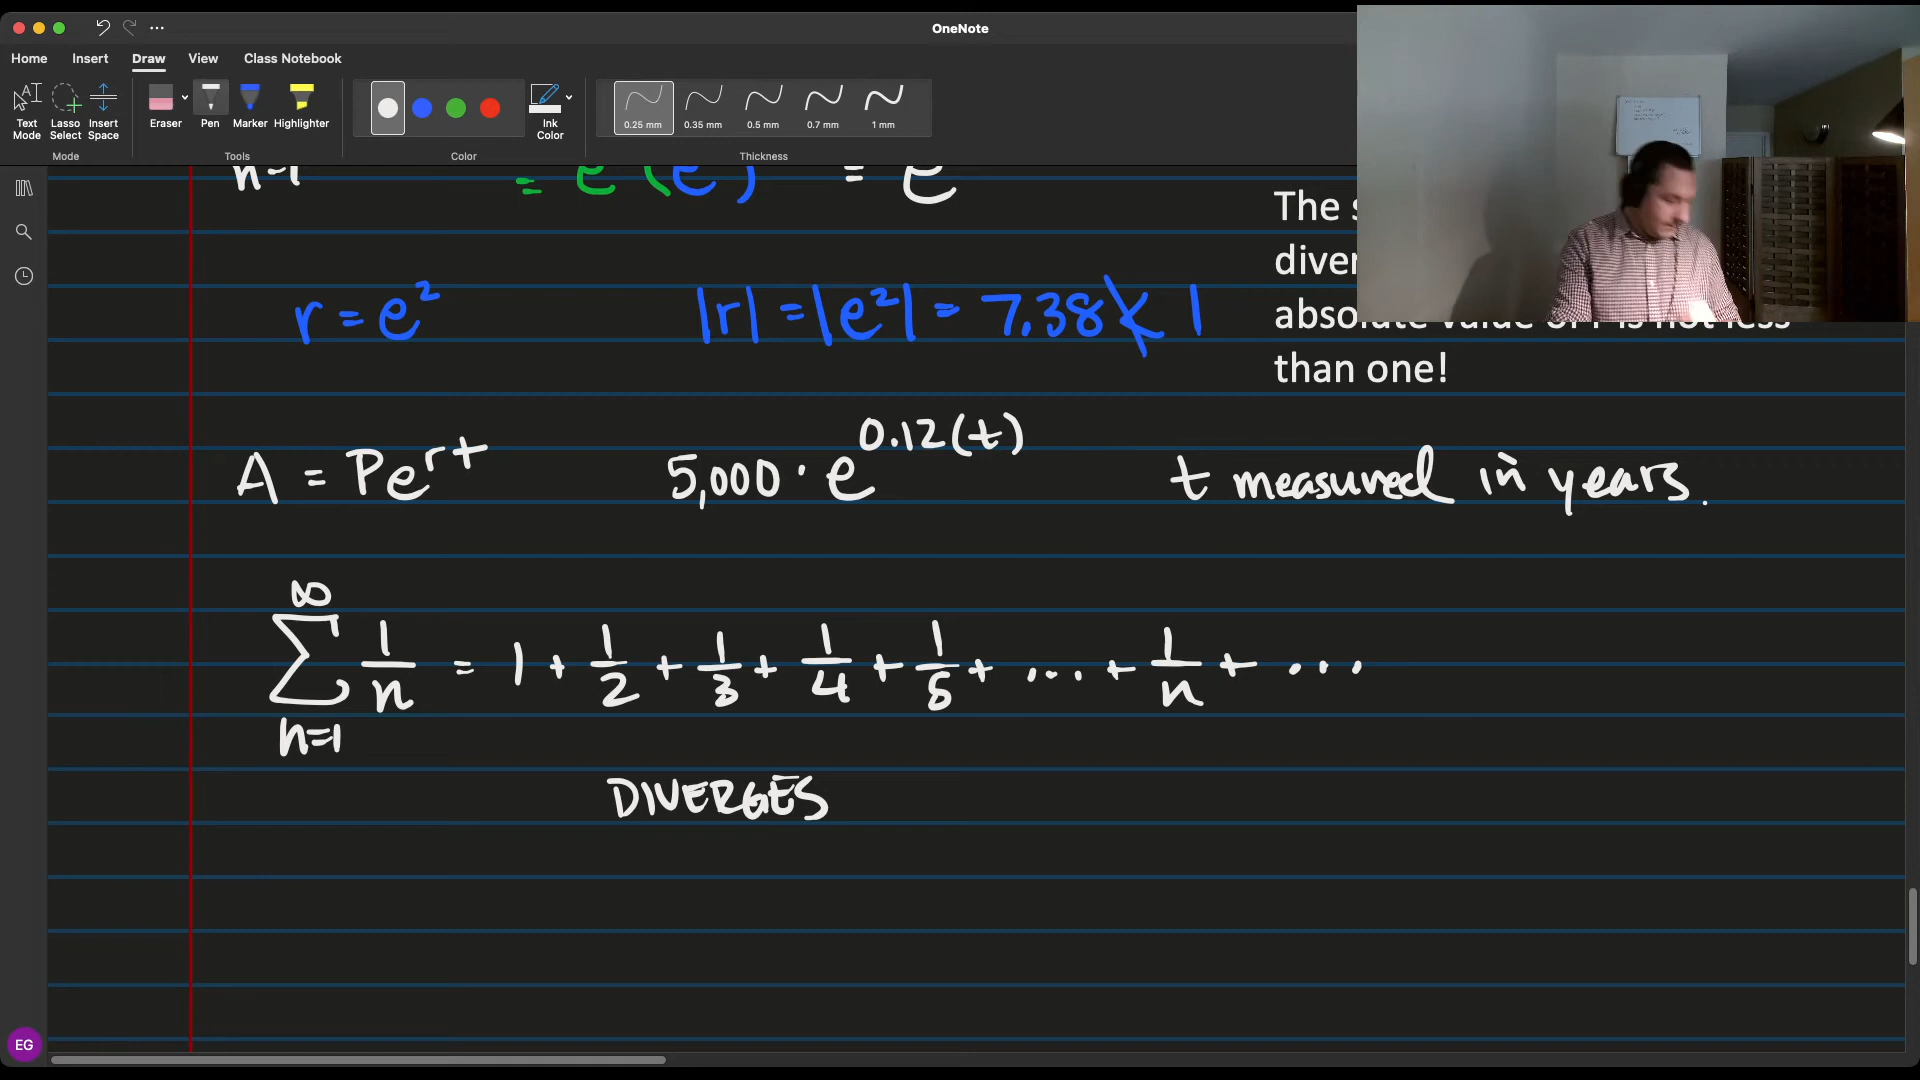 OneNote
Home Insert Draw View Class Notebook
Text Mode Lasso Select Insert Space Eraser Pen Marker Highlighter Ink Color 0.25 mm 0.35 mm 0.5 mm 0.7 mm 1 mm
Mode Tools Color Thickness
n=1 = e (e ) = e
The
r = e² |r| = |e²| = 7.38 ≮ 1
than one!
A = Pe^{rt} 5,000 · e^{0.12(t)} t measured in years.
∑_{n=1}^{∞} 1/n = 1 + 1/2 + 1/3 + 1/4 + 1/5 + ... + 1/n + ...
DIVERGES
EG